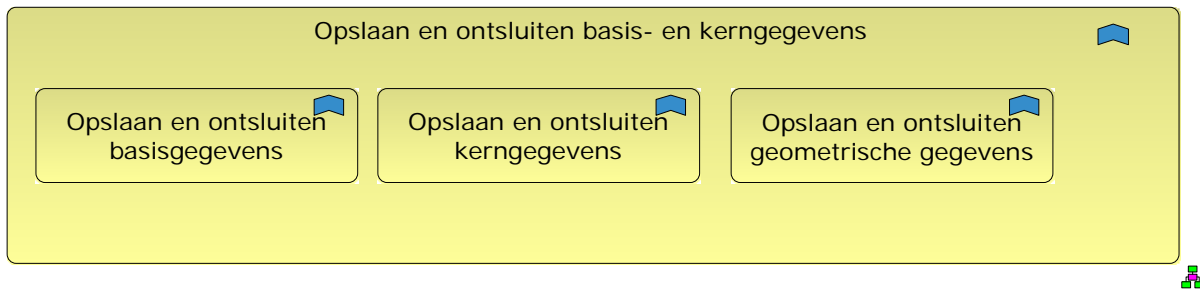 Opslaan en ontsluiten basis- en kerngegevens
Opslaan en ontsluiten
basisgegevens
Opslaan en ontsluiten
kerngegevens
Opslaan en ontsluiten
geometrische gegevens